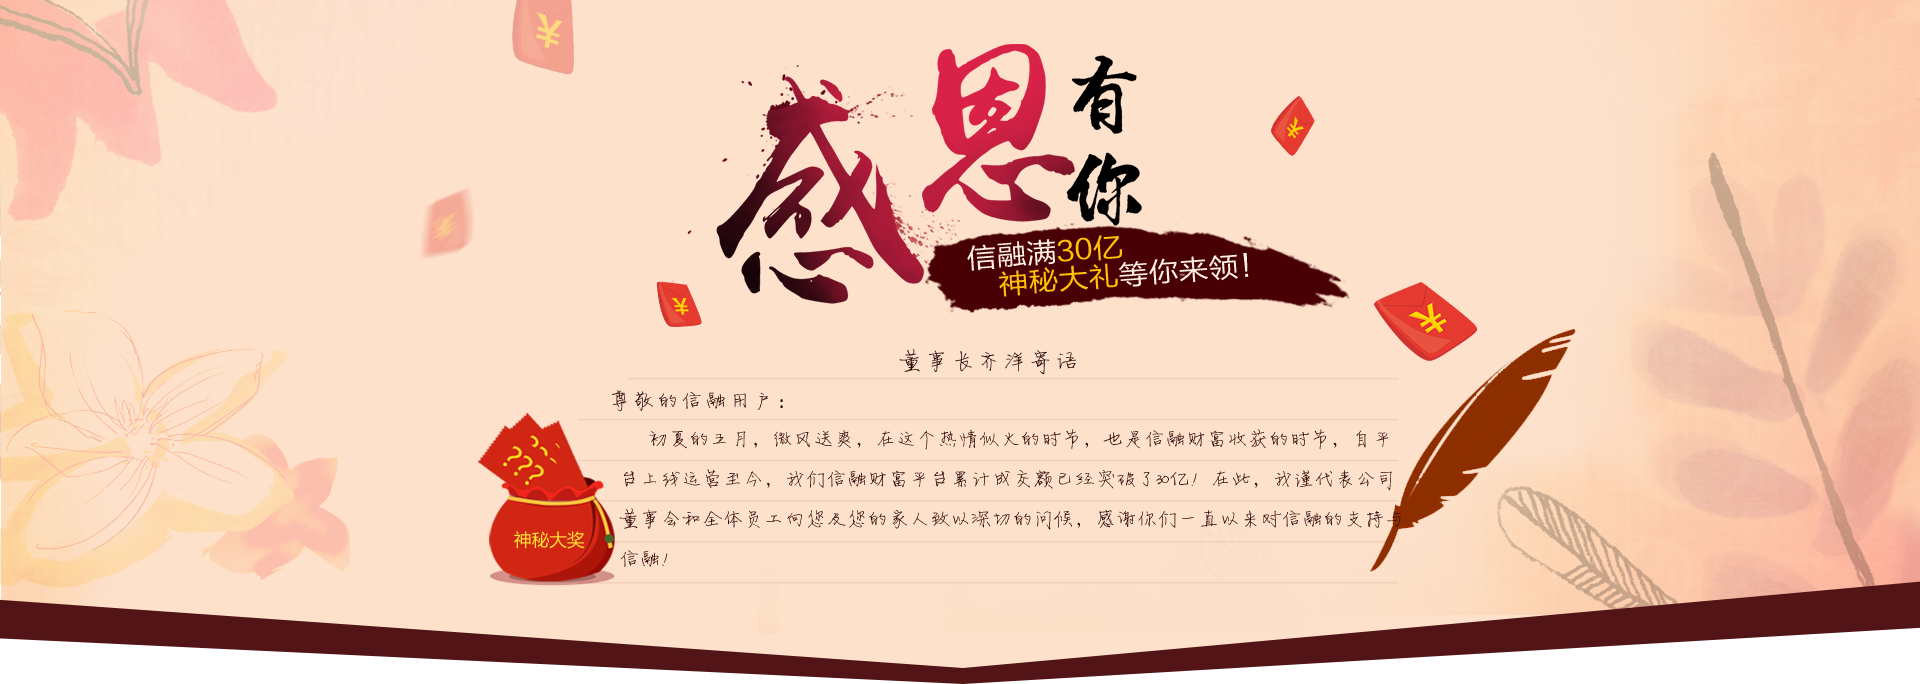 感恩有你
信融满30亿
神秘大礼等你来领!
董事长齐洋寄语
尊敬的信融用户:
初夏的五月,微风送爽,在这个热情似火的时节,也是信融财富收获的时节,自平
台上线运营至今,我们信融财富平台累计成交额已经突破了30亿!在此,我谨代表公司
董事会和全体员工向您及您的家人致以深切的问候,感谢你们一直以来对信融的支持与
信融!
???
???
神秘大奖
¥
¥
¥
¥
¥